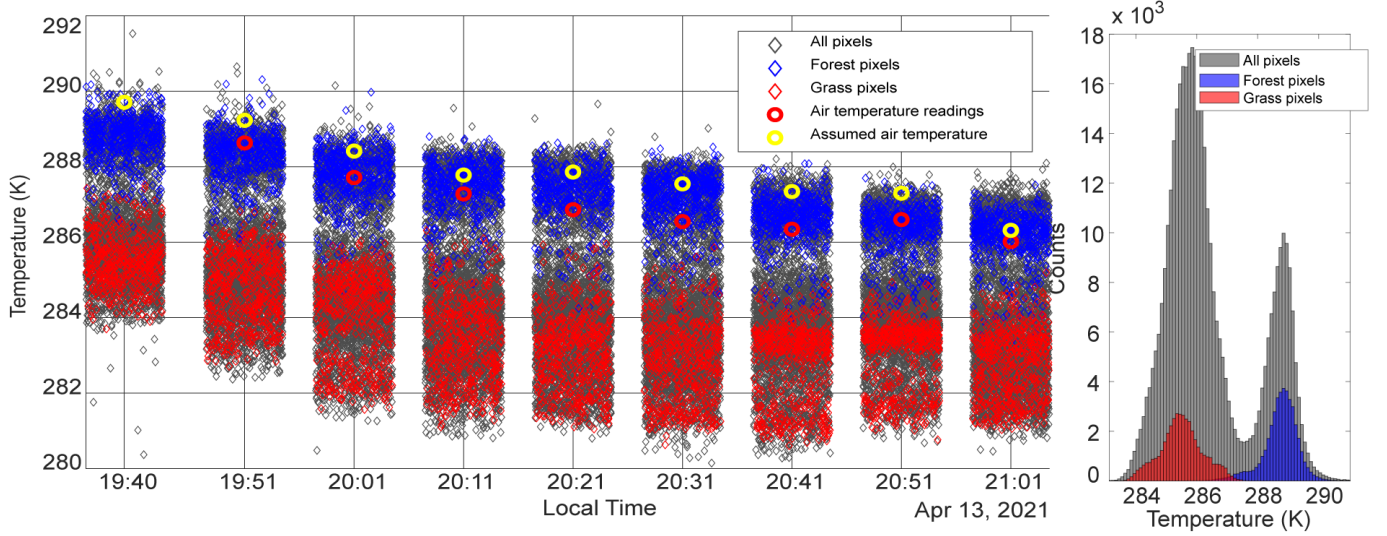 292
290
288
286
284
282
280
Temperature (K)
All pixels
Forest pixels
Grass pixels
Air temperature readings
Assumed air temperature
19:40 19:51 20:01 20:11 20:21 20:31 20:41 20:51 21:01
Local Time
Apr 13, 2021
x 10³
18
16
14
12
10
8
6
4
2
0
Counts
All pixels
Forest pixels
Grass pixels
284 286 288 290
Temperature (K)